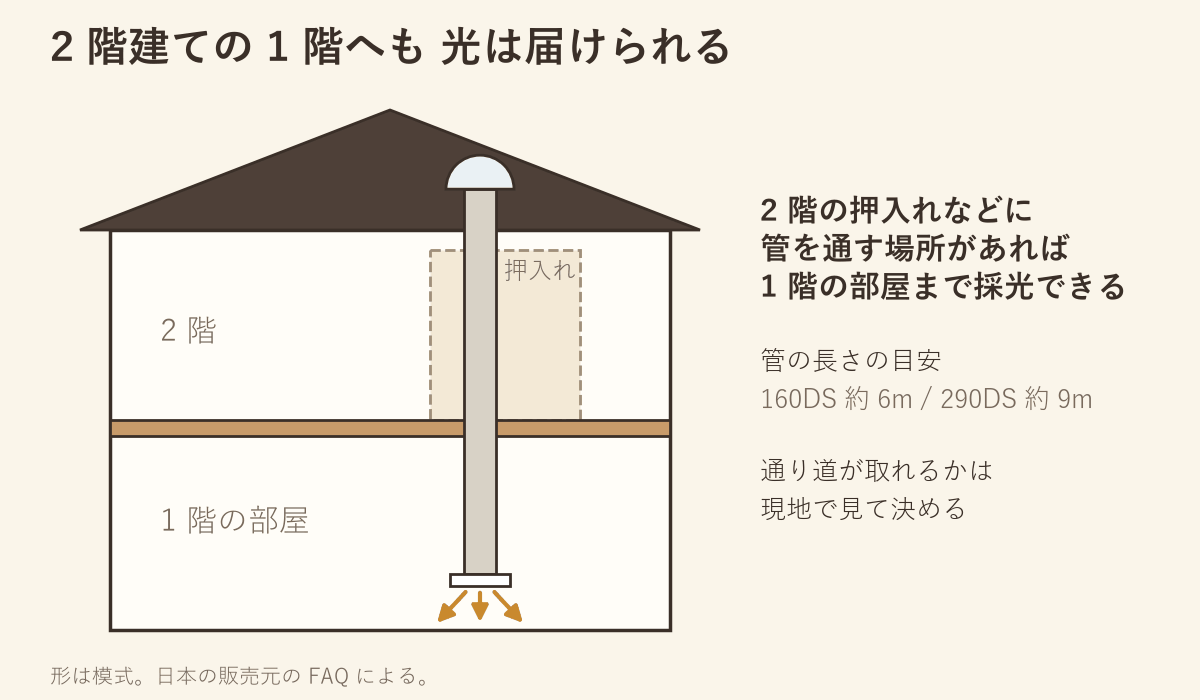 2 階建ての 1 階へも 光は届けられる
押入れ
2 階
1 階の部屋
2 階の押入れなどに
管を通す場所があれば
1 階の部屋まで採光できる
管の長さの目安
160DS 約 6m / 290DS 約 9m
通り道が取れるかは
現地で見て決める
形は模式。日本の販売元の FAQ による。